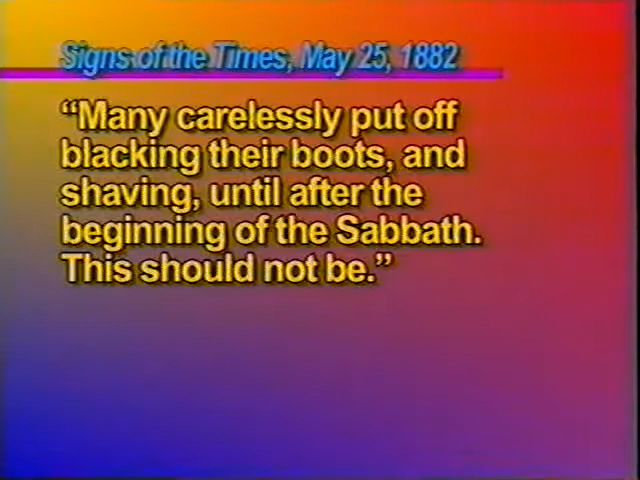 Signs of the Times, May 25, 1882
“Many carelessly put off
blacking their boots, and
shaving, until after the
beginning of the Sabbath.
This should not be.”